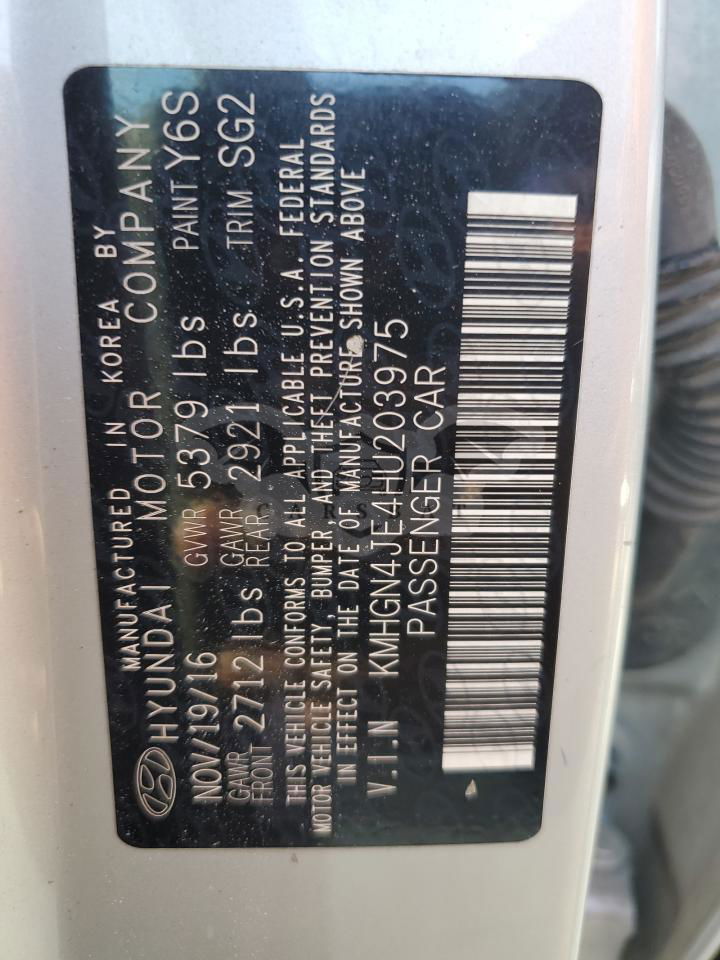 MANUFACTURED IN KOREA BY
HYUNDAI MOTOR COMPANY
NOV/19/16 GVWR 5379 lbs PAINT Y6S
GAWR FRONT 2712 lbs GAWR REAR 2921 lbs TRIM SG2
THIS VEHICLE CONFORMS TO ALL APPLICABLE U.S.A. FEDERAL
MOTOR VEHICLE SAFETY, BUMPER, AND THEFT PREVENTION STANDARDS
IN EFFECT ON THE DATE OF MANUFACTURE SHOWN ABOVE
V.I.N KMHGN4JE4HU203975
PASSENGER CAR